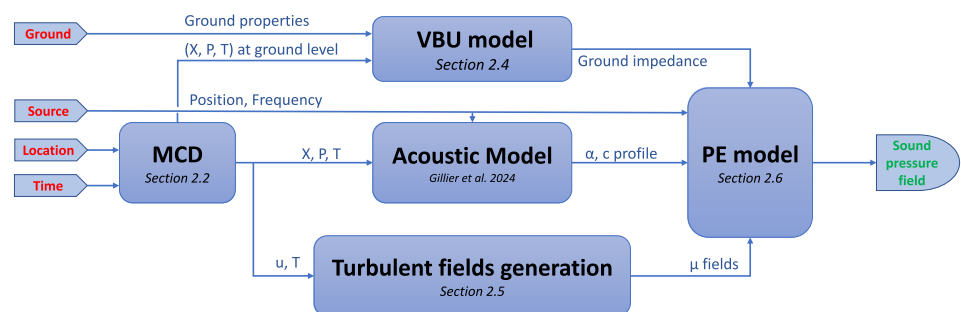 Ground
Ground properties
(X, P, T) at ground level
VBU model
Section 2.4
Ground impedance
Source
Position, Frequency
Location
Time
MCD
Section 2.2
X, P, T
Acoustic Model
Gillier et al. 2024
α, c profile
PE model
Section 2.6
Sound
pressure
field
u, T
Turbulent fields generation
Section 2.5
μ fields